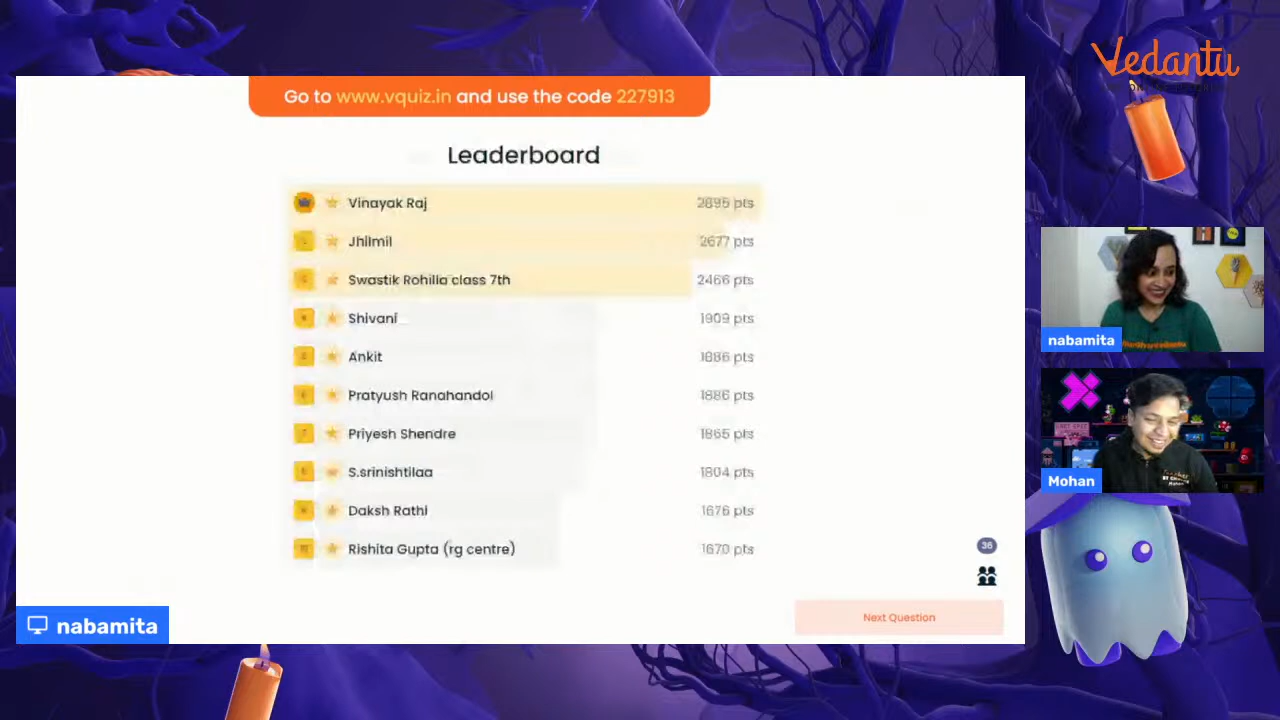 Vedantu
Go to www.vquiz.in and use the code 227913
Leaderboard
Vinayak Raj 2895 pts
Jhilmil 2677 pts
Swastik Rohilla class 7th 2466 pts
Shivani 1909 pts
Ankit 1886 pts
Pratyush Ranahandol 1886 pts
Priyesh Shendre 1865 pts
S.srinishtilaa 1804 pts
Daksh Rathi 1676 pts
Rishita Gupta (rg centre) 1670 pts
36
Next Question
nabamita
nabamita
Mohan